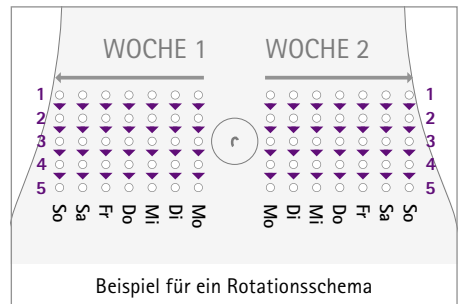 WOCHE 1 WOCHE 2
1 1
2 2
3 3
4 4
5 5
So Sa Fr Do Mi Di Mo Mo Di Mi Do Fr Sa So
Beispiel für ein Rotationsschema